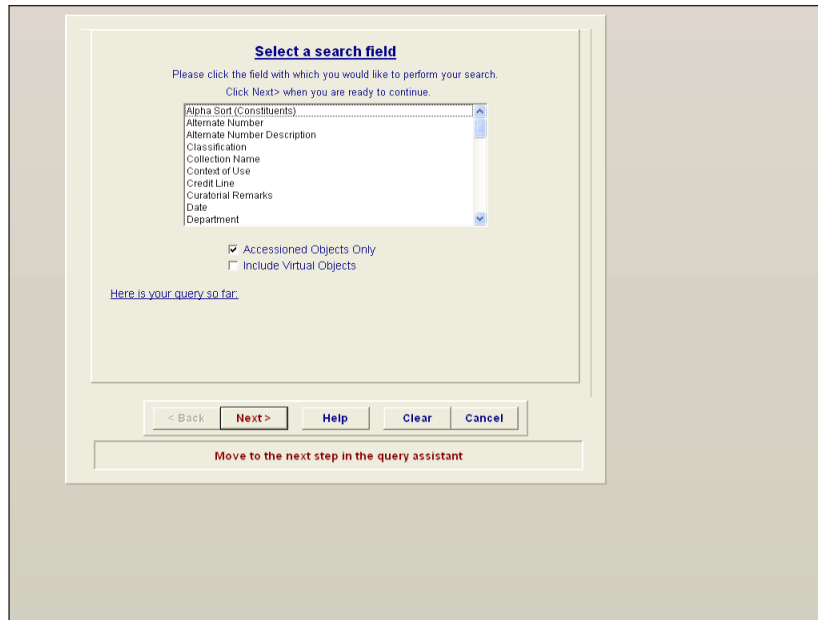 Select a search field
Please click the field with which you would like to perform your search.
Click Next> when you are ready to continue.
Alpha Sort (Constituents)
Alternate Number
Alternate Number Description
Classification
Collection Name
Context of Use
Credit Line
Curatorial Remarks
Date
Department
Accessioned Objects Only
Include Virtual Objects
Here is your query so far:
< Back Next > Help Clear Cancel
Move to the next step in the query assistant